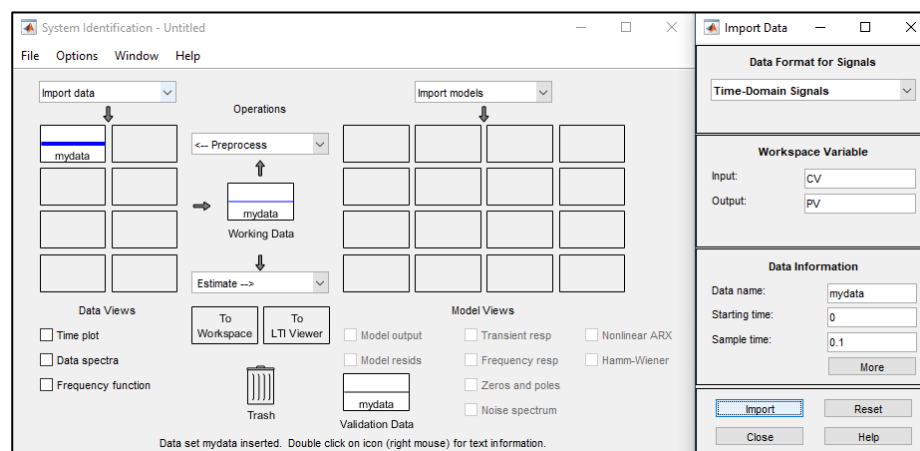 System Identification - Untitled
File Options Window Help
Import data
Operations
Import models
mydata
<-- Preprocess
mydata
Working Data
Estimate -->
Data Views
Time plot
Data spectra
Frequency function
To
Workspace
To
LTI Viewer
Trash
Model Views
Model output
Transient resp
Nonlinear ARX
Model resids
Frequency resp
Hamm-Wiener
Zeros and poles
Noise spectrum
mydata
Validation Data
Data set mydata inserted. Double click on icon (right mouse) for text information.
Import Data
Data Format for Signals
Time-Domain Signals
Workspace Variable
Input: CV
Output: PV
Data Information
Data name: mydata
Starting time: 0
Sample time: 0.1
More
Import Reset
Close Help